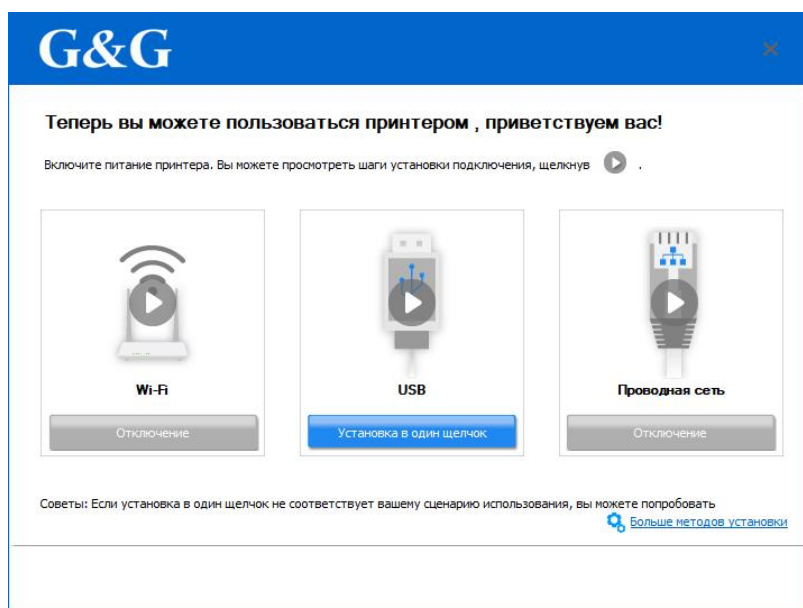 G&G
Теперь вы можете пользоваться принтером , приветствуем вас!
Включите питание принтера. Вы можете просмотреть шаги установки подключения, щелкнув .
Wi-Fi
USB
Проводная сеть
Отключение
Установка в один щелчок
Отключение
Советы: Если установка в один щелчок не соответствует вашему сценарию использования, вы можете попробовать
Больше методов установки